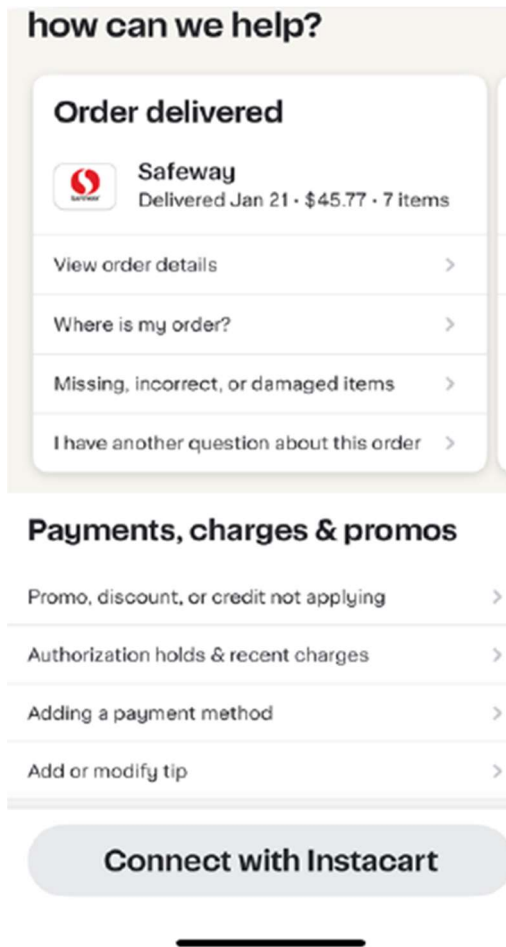 how can we help?
Order delivered
Safeway
Delivered Jan 21 • $45.77 • 7 items
View order details
Where is my order?
Missing, incorrect, or damaged items
I have another question about this order
Payments, charges & promos
Promo, discount, or credit not applying
Authorization holds & recent charges
Adding a payment method
Add or modify tip
Connect with Instacart